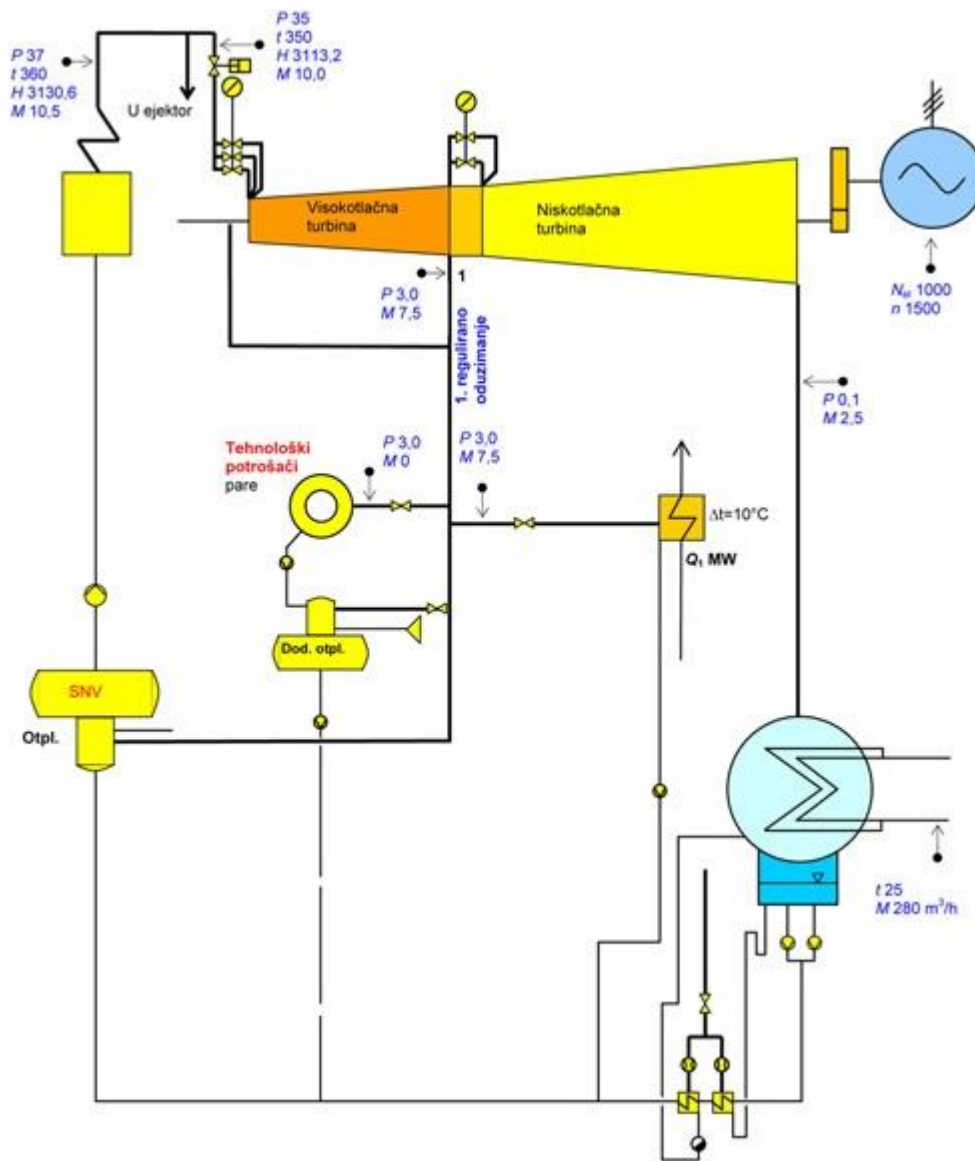 P 35
t 350
H 3113,2
M 10,0
P 37
t 360
H 3130,6
M 10,5
U ejektor
Visokotlačna
turbina
Niskotlačna
turbina
P 3,0
M 7,5
1
1. regulirano
oduzimanje
Nel 1000
n 1500
P 0,1
M 2,5
Tehnološki
potrošači
pare
P 3,0
M 0
P 3,0
M 7,5
Δt=10°C
Q1 MW
Dod. otpl.
SNV
Otpl.
t 25
M 280 m³/h